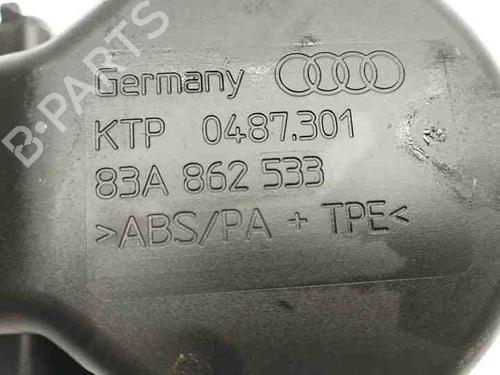 Germany
KTP 0487.301
83A 862 533
>ABS/PA + TPE<
B-PARTS